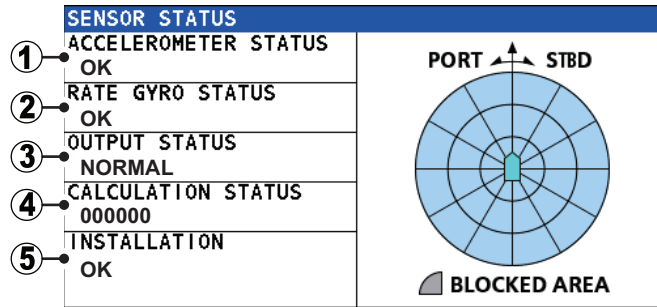 SENSOR STATUS
1 ACCELEROMETER STATUS
OK
2 RATE GYRO STATUS
OK
3 OUTPUT STATUS
NORMAL
4 CALCULATION STATUS
000000
5 INSTALLATION
OK
PORT STBD
BLOCKED AREA